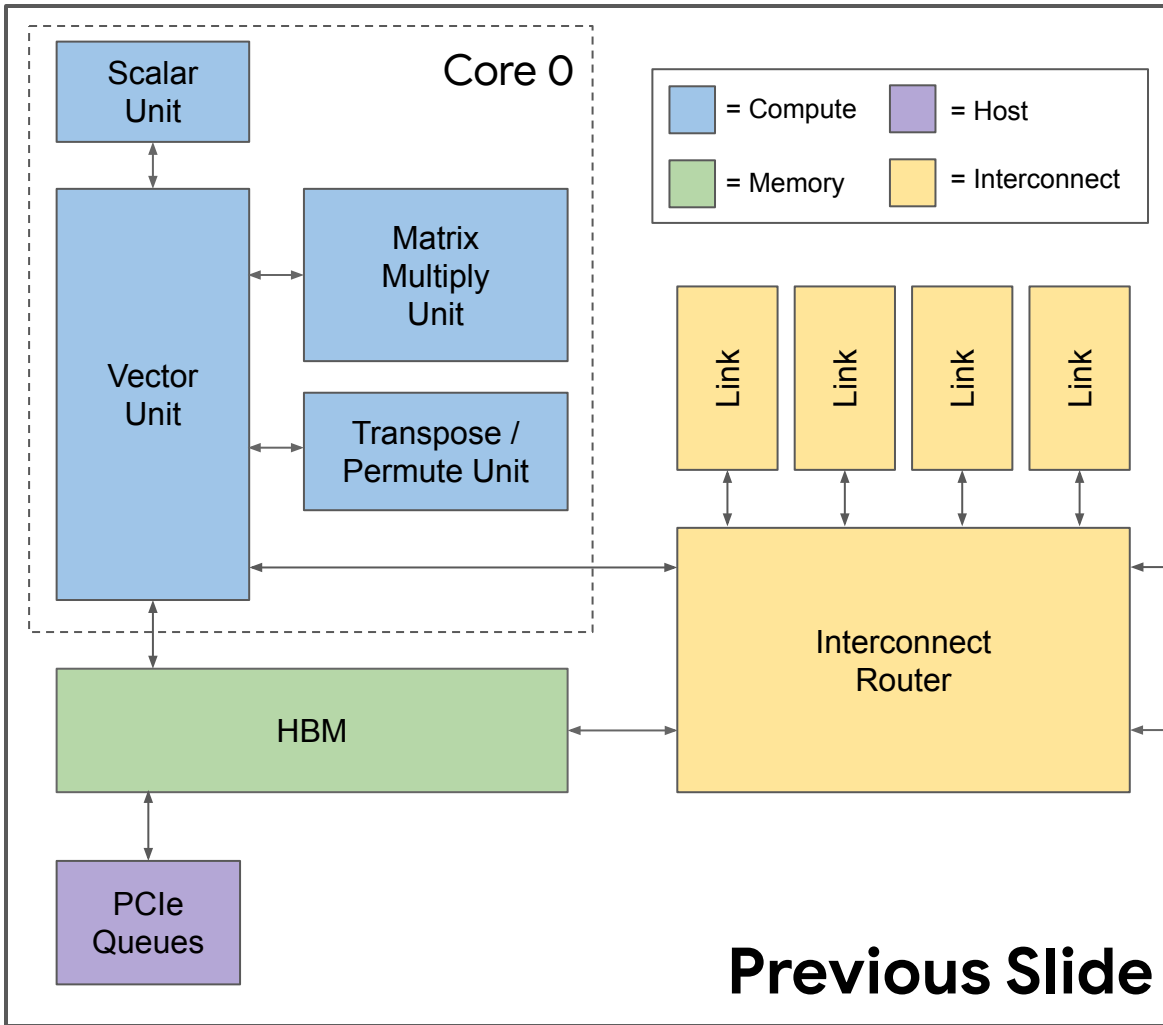 Core 0
Scalar
Unit
Vector
Unit
Matrix
Multiply
Unit
Transpose /
Permute Unit
HBM
PCIe
Queues
= Compute
= Host
= Memory
= Interconnect
Link
Link
Link
Link
Interconnect
Router
Previous Slide